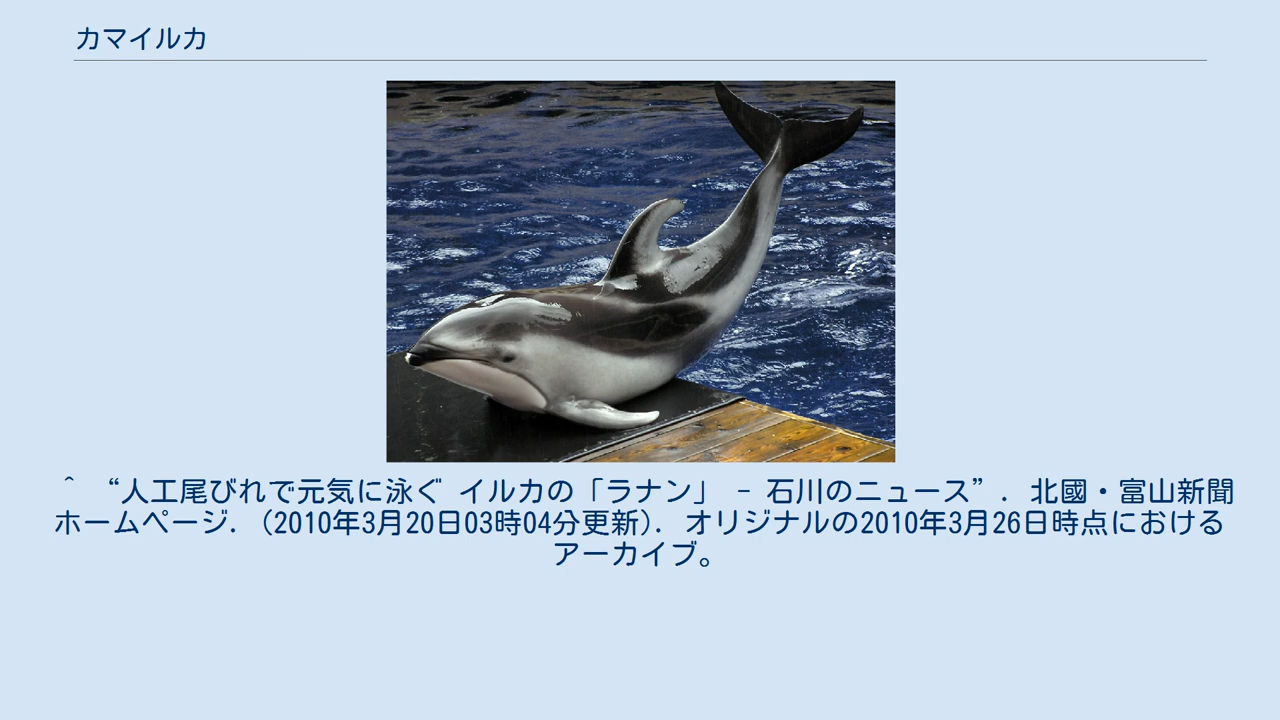 カマイルカ
^ “人工尾びれで元気に泳ぐ イルカの「ラナン」 - 石川のニュース”. 北國・富山新聞
ホームページ. (2010年3月20日03時04分更新). オリジナルの2010年3月26日時点における
アーカイブ。